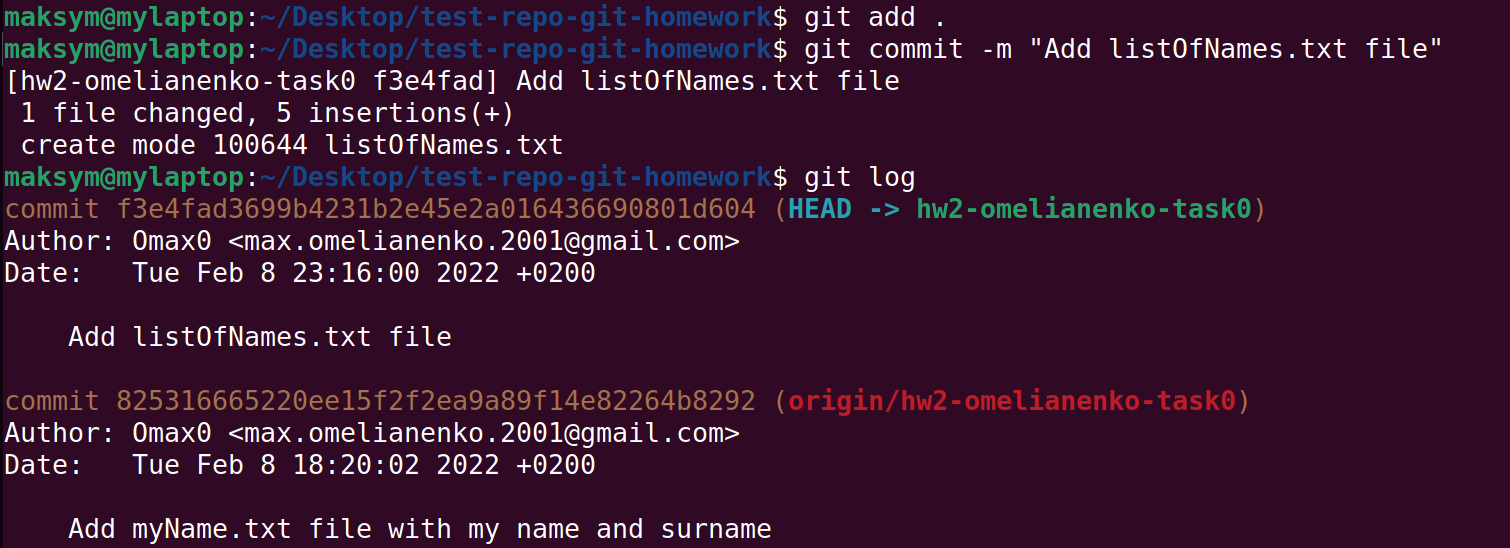 maksym@mylaptop:~/Desktop/test-repo-git-homework$ git add .
maksym@mylaptop:~/Desktop/test-repo-git-homework$ git commit -m "Add listOfNames.txt file"
[hw2-omelianenko-task0 f3e4fad] Add listOfNames.txt file
 1 file changed, 5 insertions(+)
 create mode 100644 listOfNames.txt
maksym@mylaptop:~/Desktop/test-repo-git-homework$ git log
commit f3e4fad3699b4231b2e45e2a016436690801d604 (HEAD -> hw2-omelianenko-task0)
Author: Omax0 <max.omelianenko.2001@gmail.com>
Date:   Tue Feb 8 23:16:00 2022 +0200

    Add listOfNames.txt file

commit 825316665220ee15f2f2ea9a89f14e82264b8292 (origin/hw2-omelianenko-task0)
Author: Omax0 <max.omelianenko.2001@gmail.com>
Date:   Tue Feb 8 18:20:02 2022 +0200

    Add myName.txt file with my name and surname